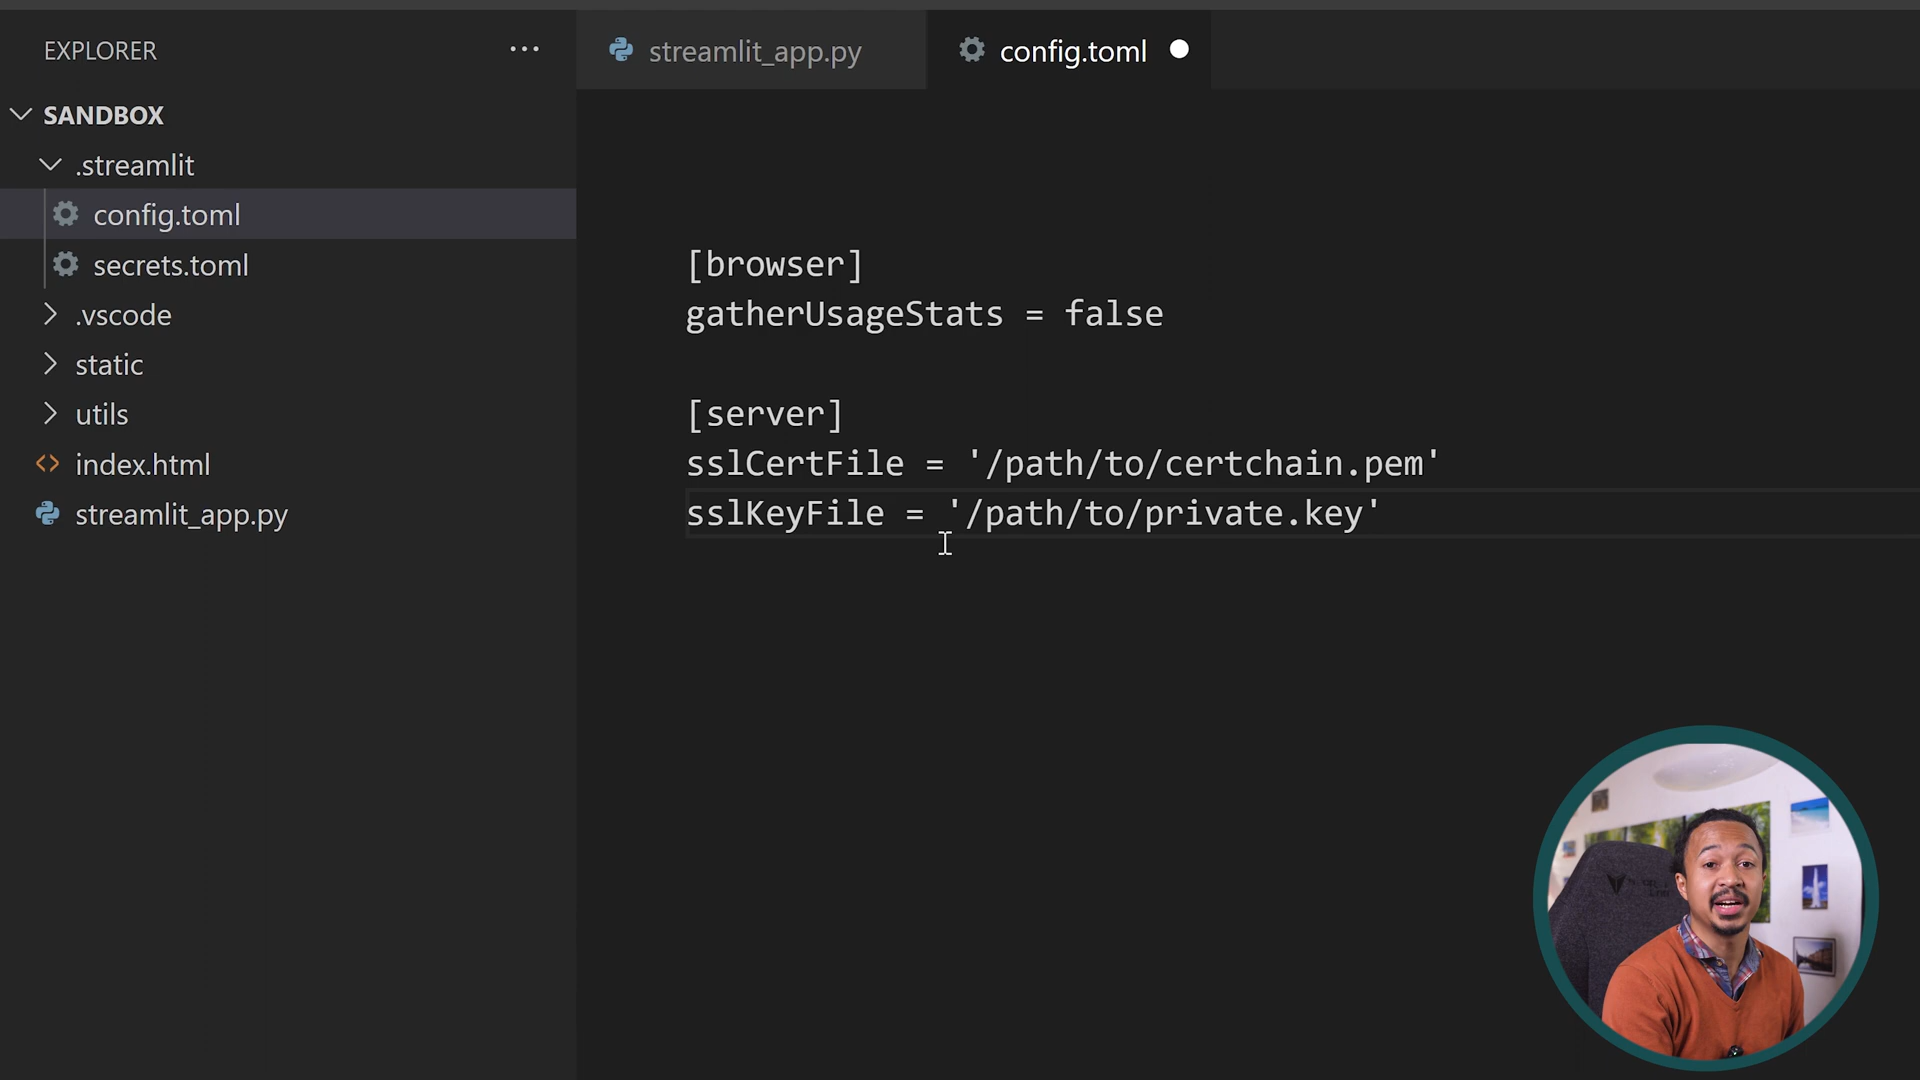 EXPLORER
SANDBOX
.streamlit
config.toml
secrets.toml
.vscode
static
utils
index.html
streamlit_app.py
streamlit_app.py
config.toml
[browser]
gatherUsageStats = false
[server]
sslCertFile = '/path/to/certchain.pem'
sslKeyFile = '/path/to/private.key'